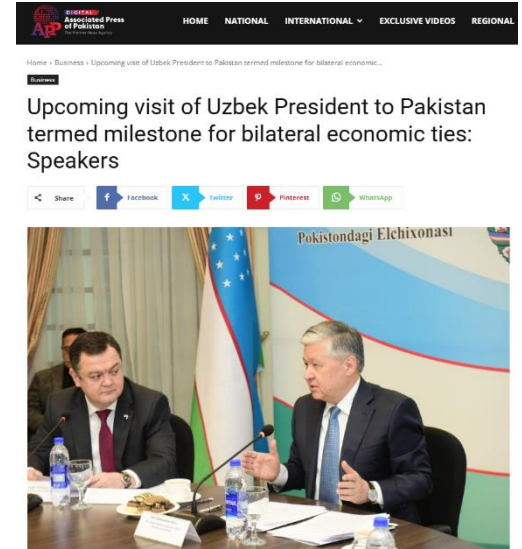 DIGITAL
APP
Associated Press
of Pakistan
The Premier News Agency
HOME NATIONAL INTERNATIONAL EXCLUSIVE VIDEOS REGIONAL
Home › Business › Upcoming visit of Uzbek President to Pakistan termed milestone for bilateral economic...
Business
Upcoming visit of Uzbek President to Pakistan
termed milestone for bilateral economic ties:
Speakers
Share Facebook Twitter Pinterest WhatsApp
Pokistondagi Elchixonasi